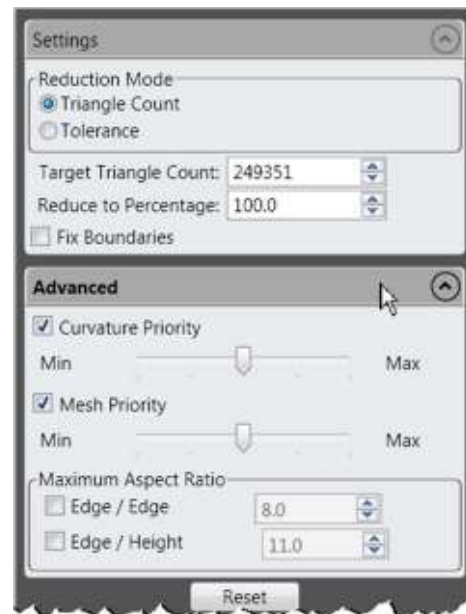 Settings
Reduction Mode
Triangle Count
Tolerance
Target Triangle Count: 249351
Reduce to Percentage: 100.0
Fix Boundaries
Advanced
Curvature Priority
Min Max
Mesh Priority
Min Max
Maximum Aspect Ratio
Edge / Edge 8.0
Edge / Height 11.0
Reset